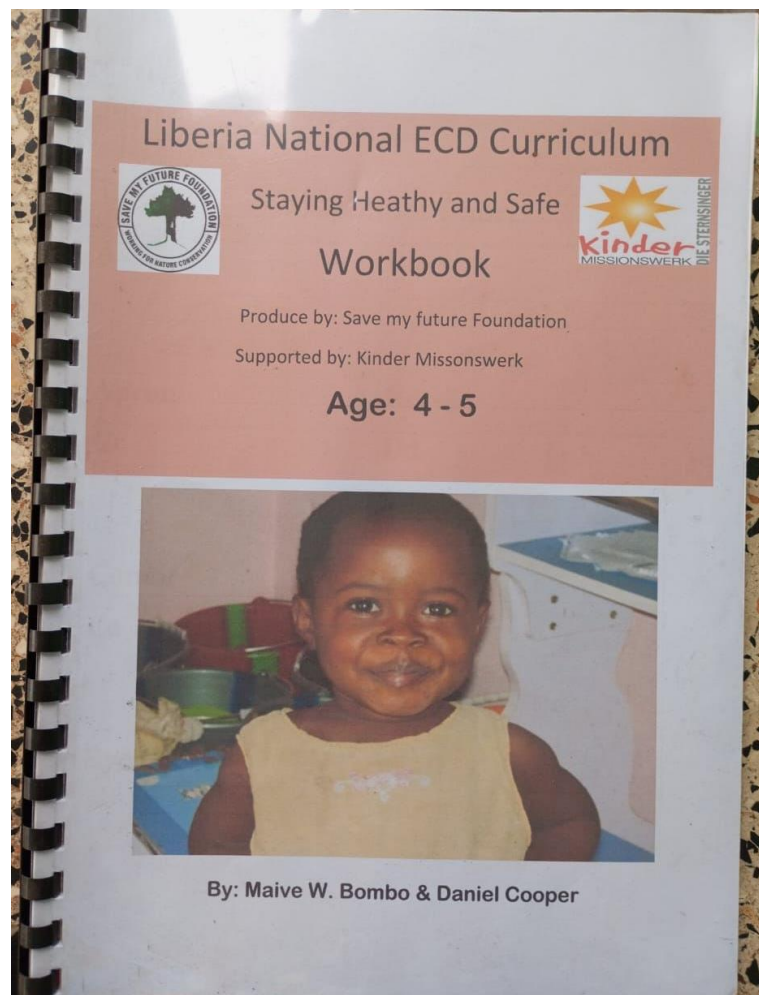 Liberia National ECD Curriculum
SAVE MY FUTURE FOUNDATION
WORKING FOR NATURE CONSERVATION
Staying Heathy and Safe
Kinder
MISSIONSWERK
DIE STERNSINGER
Workbook
Produce by: Save my future Foundation
Supported by: Kinder Missonswerk
Age: 4 - 5
By: Maive W. Bombo & Daniel Cooper